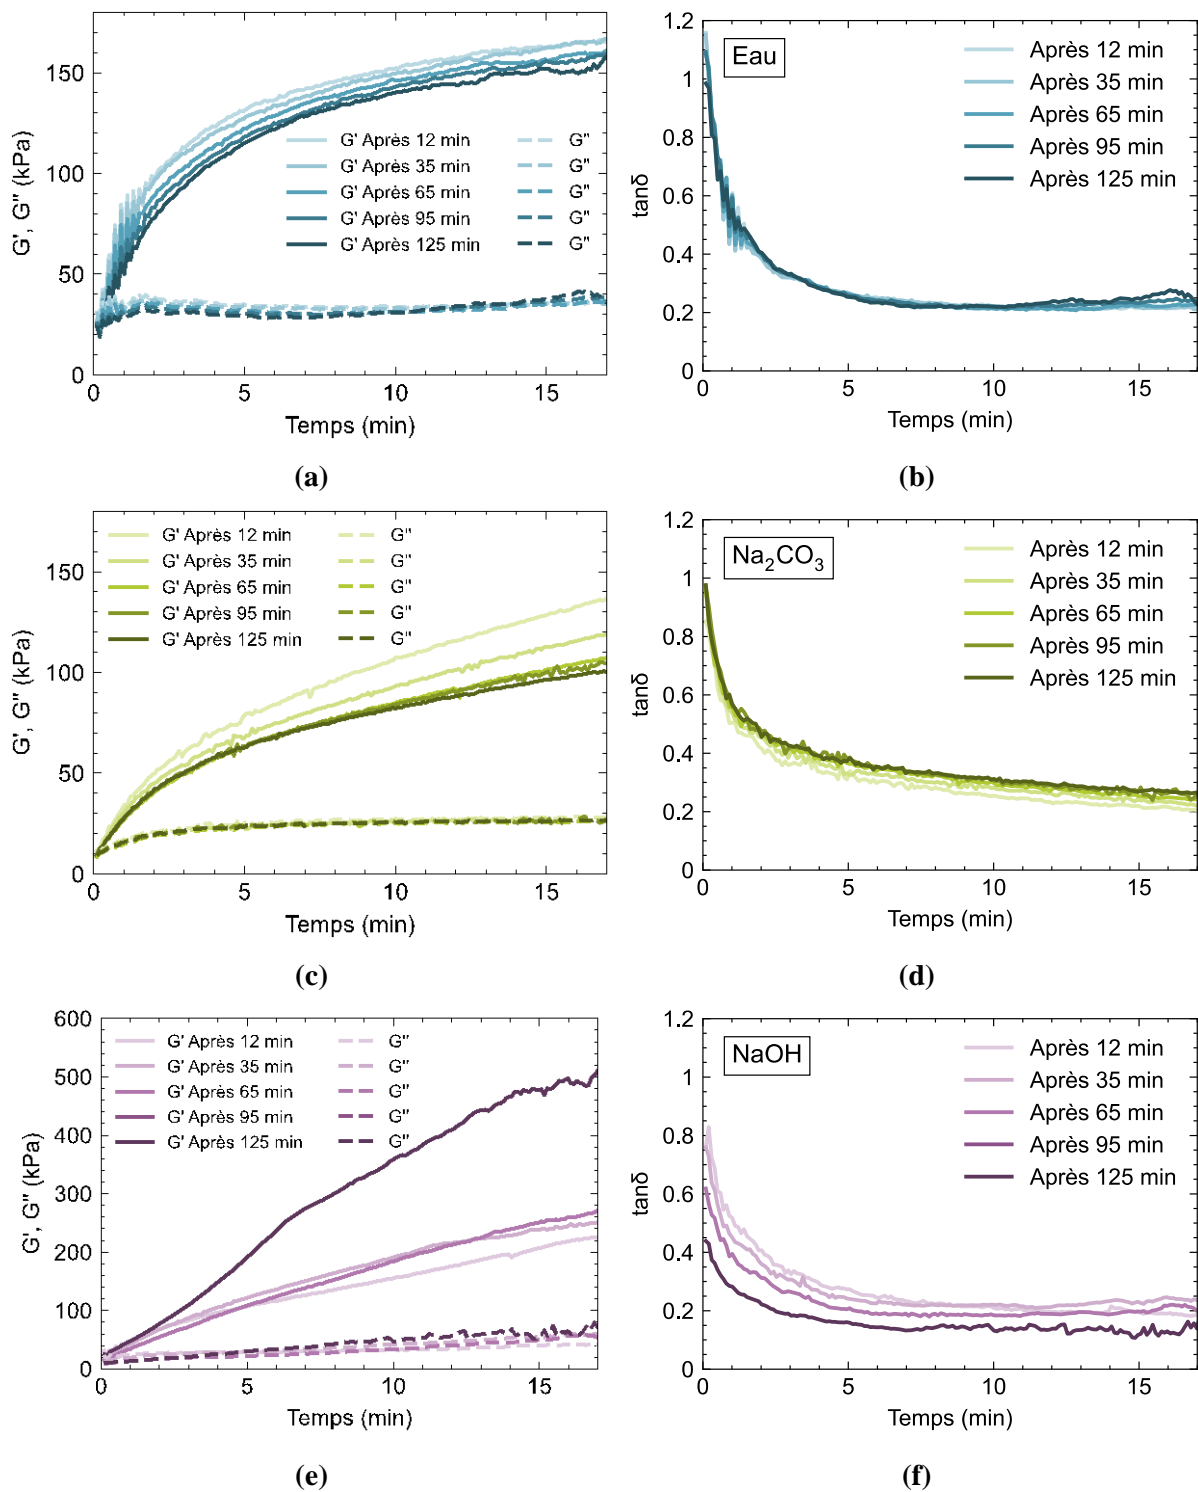 G', G'' (kPa)
150
100
50
0
G' Après 12 min
G''
G' Après 35 min
G''
G' Après 65 min
G''
G' Après 95 min
G''
G' Après 125 min
G''
0 5 10 15
Temps (min)
(a)
tanδ
1.2
1
0.8
0.6
0.4
0.2
0
Eau
Après 12 min
Après 35 min
Après 65 min
Après 95 min
Après 125 min
0 5 10 15
Temps (min)
(b)
G', G'' (kPa)
150
100
50
0
G' Après 12 min
G''
G' Après 35 min
G''
G' Après 65 min
G''
G' Après 95 min
G''
G' Après 125 min
G''
0 5 10 15
Temps (min)
(c)
tanδ
1.2
1
0.8
0.6
0.4
0.2
0
Na₂CO₃
Après 12 min
Après 35 min
Après 65 min
Après 95 min
Après 125 min
0 5 10 15
Temps (min)
(d)
G', G'' (kPa)
600
500
400
300
200
100
0
G' Après 12 min
G''
G' Après 35 min
G''
G' Après 65 min
G''
G' Après 95 min
G''
G' Après 125 min
G''
0 5 10 15
Temps (min)
(e)
tanδ
1.2
1
0.8
0.6
0.4
0.2
0
NaOH
Après 12 min
Après 35 min
Après 65 min
Après 95 min
Après 125 min
0 5 10 15
Temps (min)
(f)